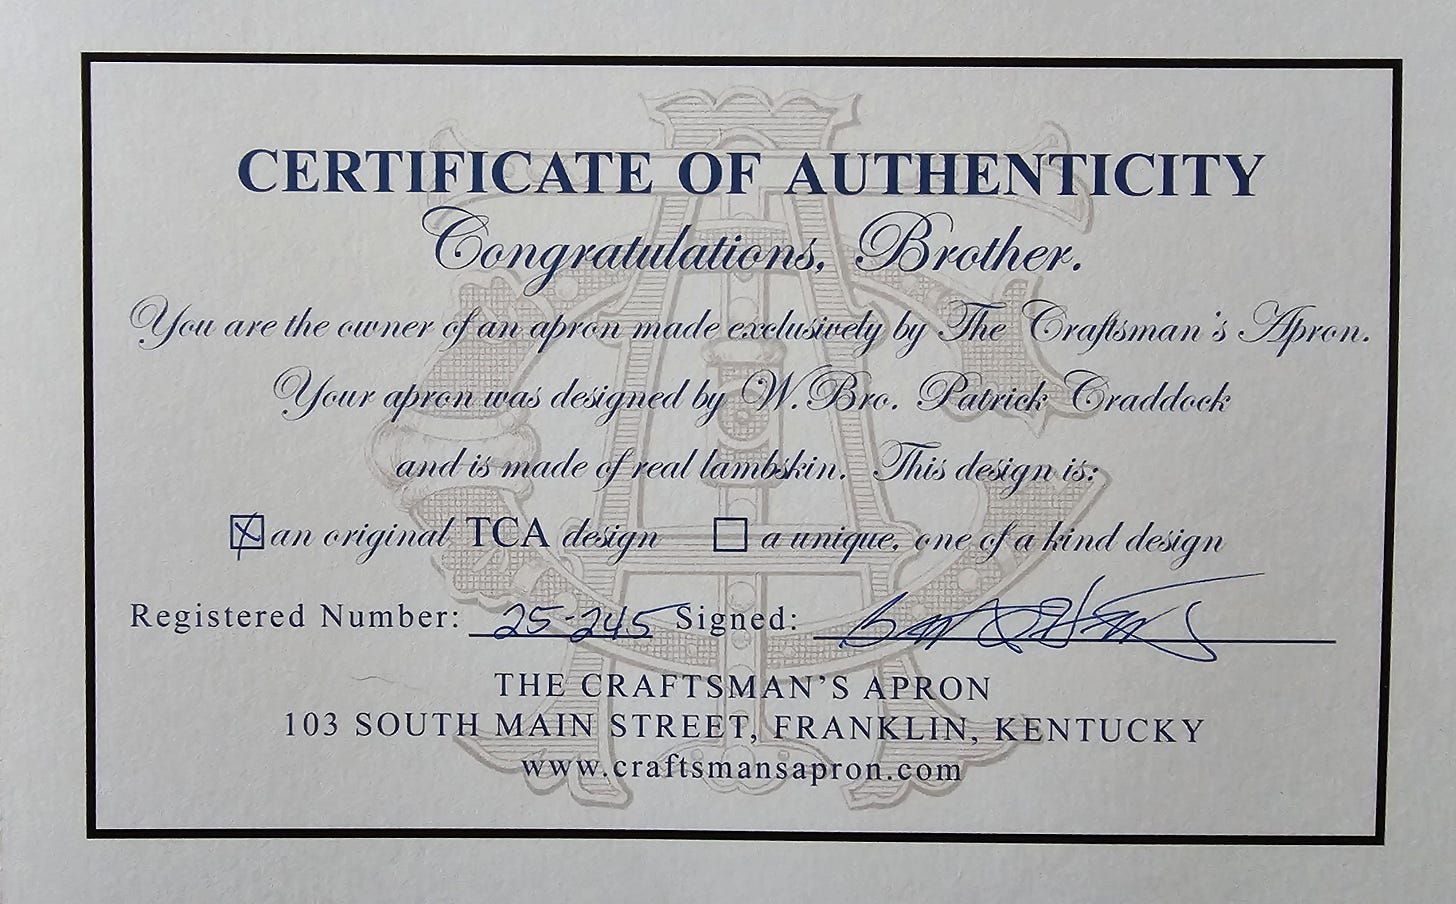 CERTIFICATE OF AUTHENTICITY
Congratulations, Brother.
You are the owner of an apron made exclusively by The Craftsman's Apron.
Your apron was designed by W. Bro. Patrick Craddock
and is made of real lambskin. This design is:
☒ an original TCA design ☐ a unique, one of a kind design
Registered Number: 25-245 Signed:
THE CRAFTSMAN'S APRON
103 SOUTH MAIN STREET, FRANKLIN, KENTUCKY
www.craftsmansapron.com